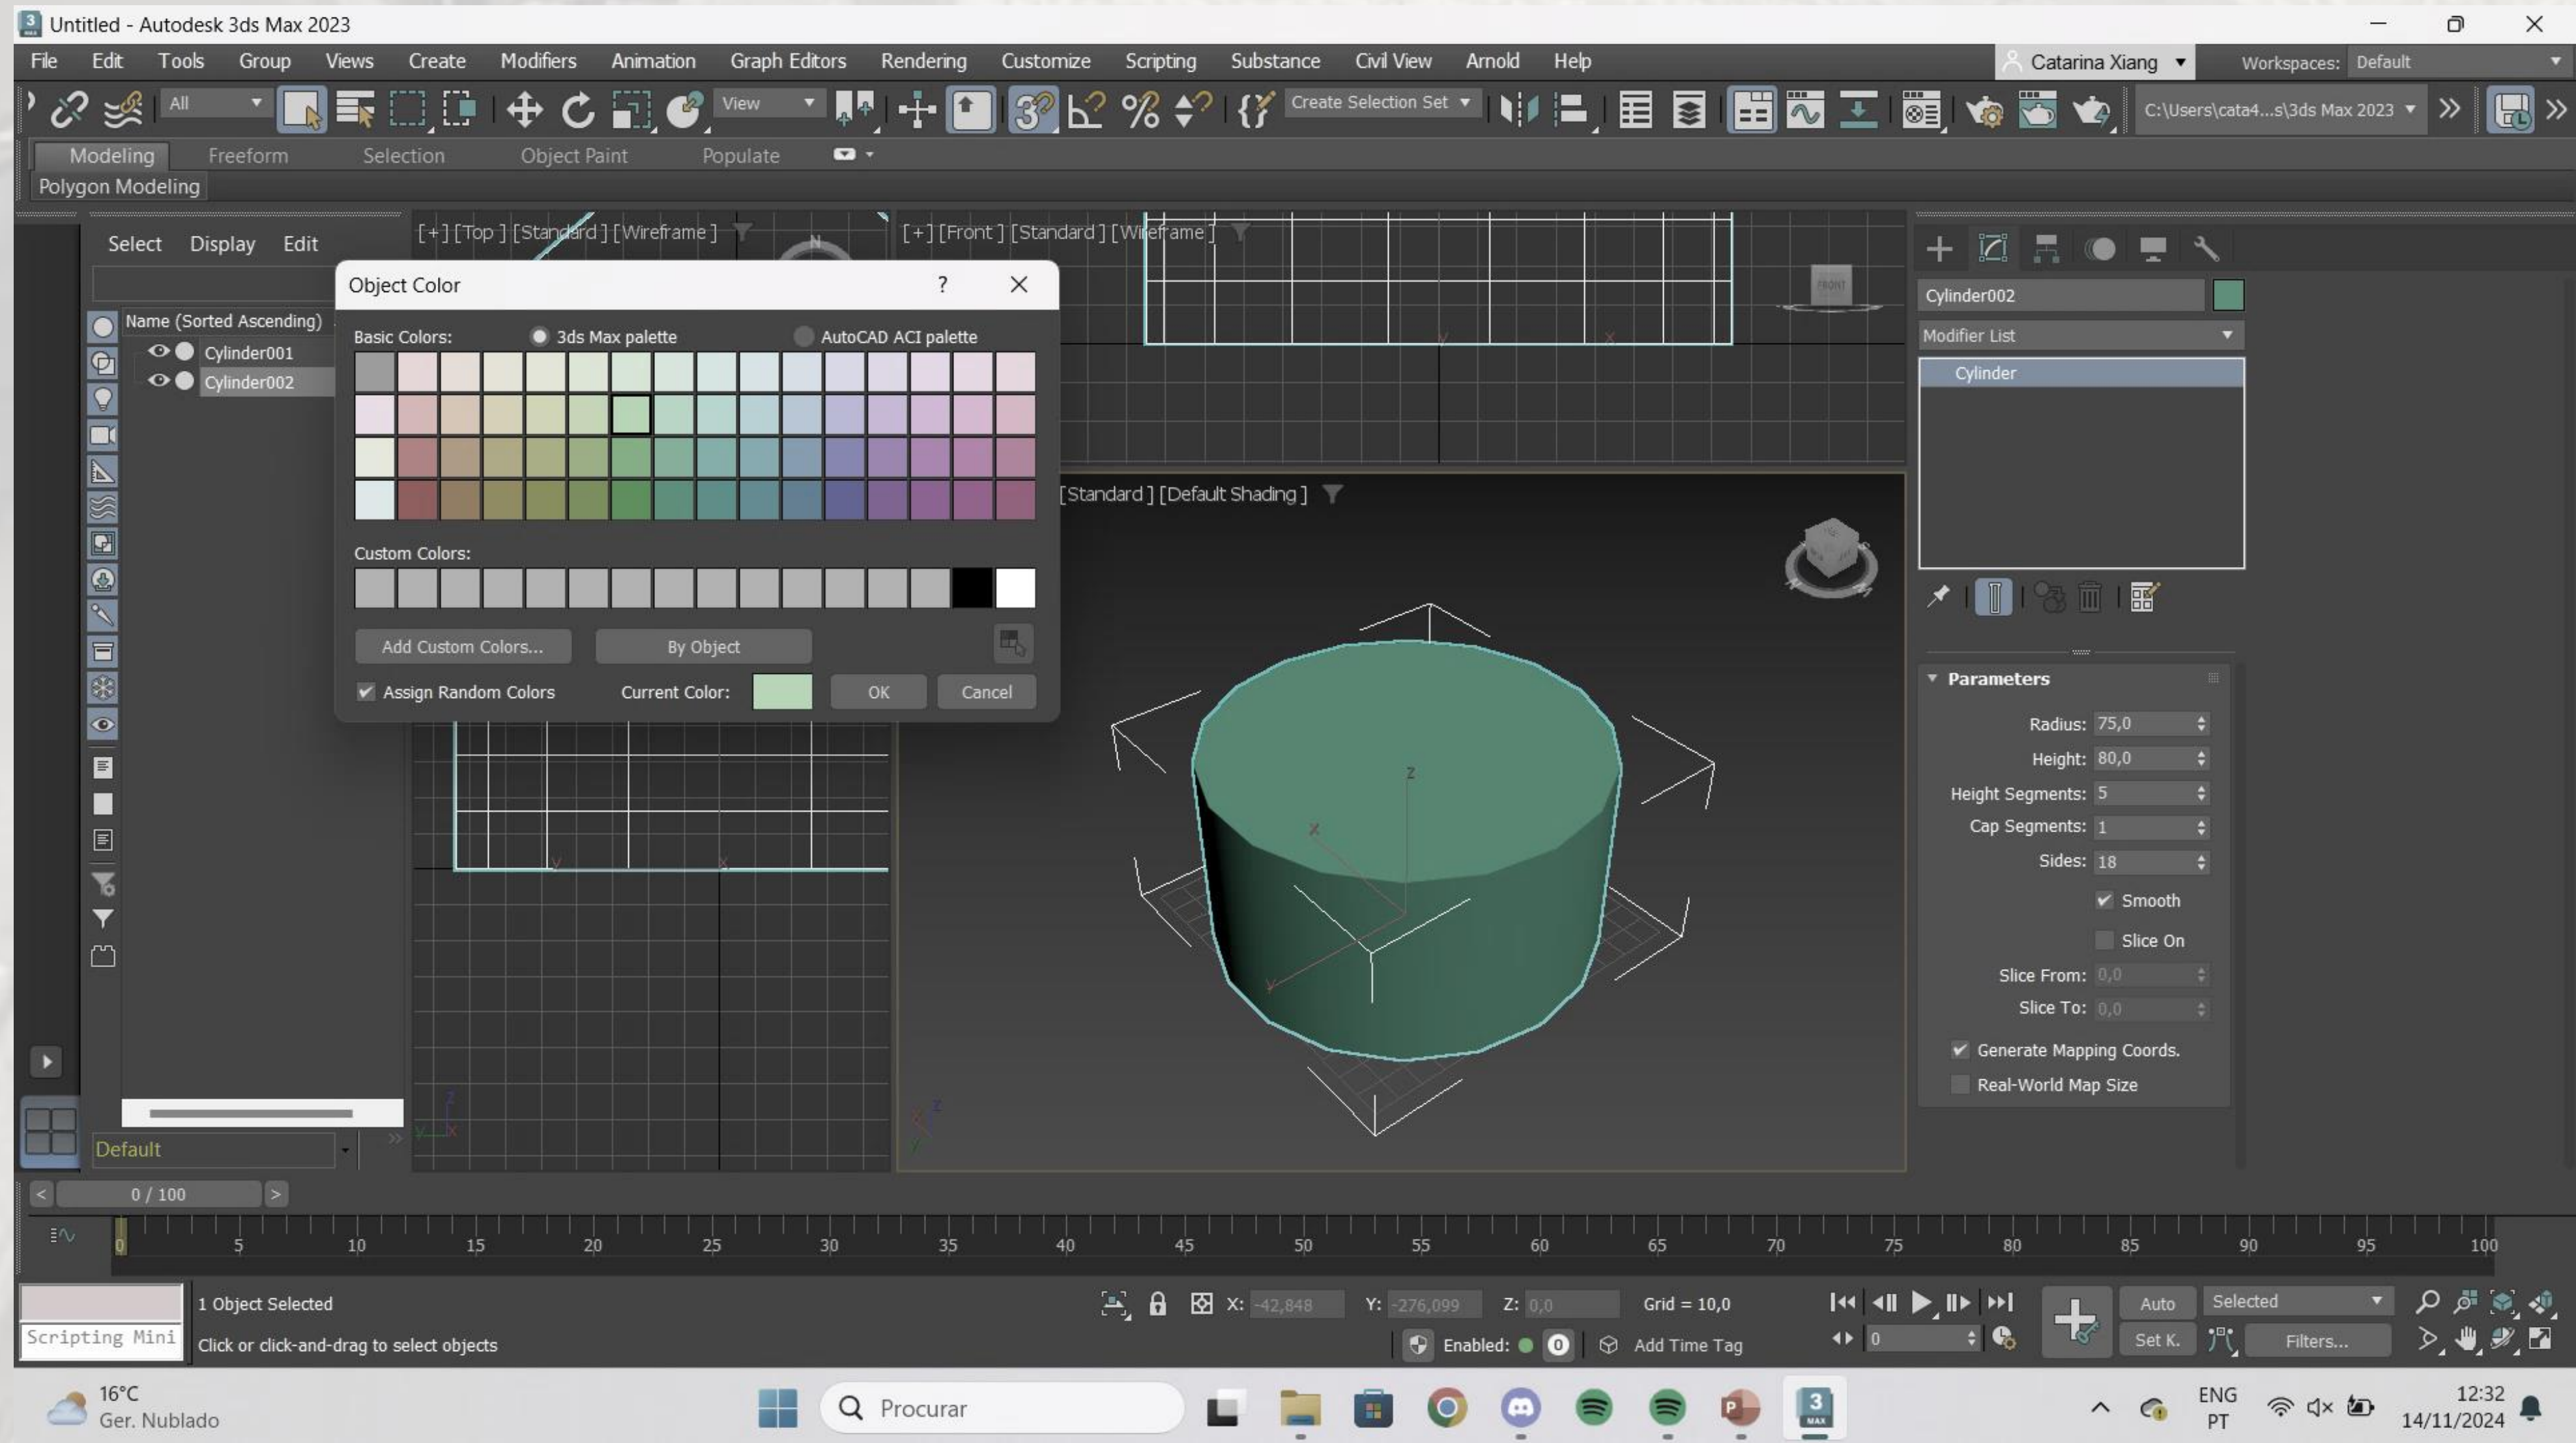 Untitled - Autodesk 3ds Max 2023
File Edit Tools Group Views Create Modifiers Animation Graph Editors Rendering Customize Scripting Substance Civil View Arnold Help Catarina Xiang Workspaces: Default
All View Create Selection Set C:\Users\cata4...s\3ds Max 2023
Modeling Freeform Selection Object Paint Populate
Polygon Modeling
Select Display Edit
[+] [Top ] [Standard ] [Wireframe ]
[+] [Front ] [Standard ] [Wireframe ]
N
FRONT
Name (Sorted Ascending)
Cylinder001
Cylinder002
Object Color ? ×
Basic Colors: 3ds Max palette AutoCAD ACI palette
Custom Colors:
Add Custom Colors... By Object
Assign Random Colors Current Color: OK Cancel
[Standard ] [Default Shading ]
y x
y x
z
x
y
z
y x
z
y
Cylinder002
Modifier List
Cylinder
Parameters
Radius: 75,0
Height: 80,0
Height Segments: 5
Cap Segments: 1
Sides: 18
Smooth
Slice On
Slice From: 0,0
Slice To: 0,0
Generate Mapping Coords.
Real-World Map Size
Default
< 0 / 100 >
0 5 10 15 20 25 30 35 40 45 50 55 60 65 70 75 80 85 90 95 100
1 Object Selected X: -42,848 Y: -276,099 Z: 0,0 Grid = 10,0 Auto Selected
Scripting Mini Click or click-and-drag to select objects Enabled: 0 Add Time Tag 0 Set K. Filters...
16°C
Ger. Nublado
Procurar
3
MAX
ENG
PT
12:32
14/11/2024